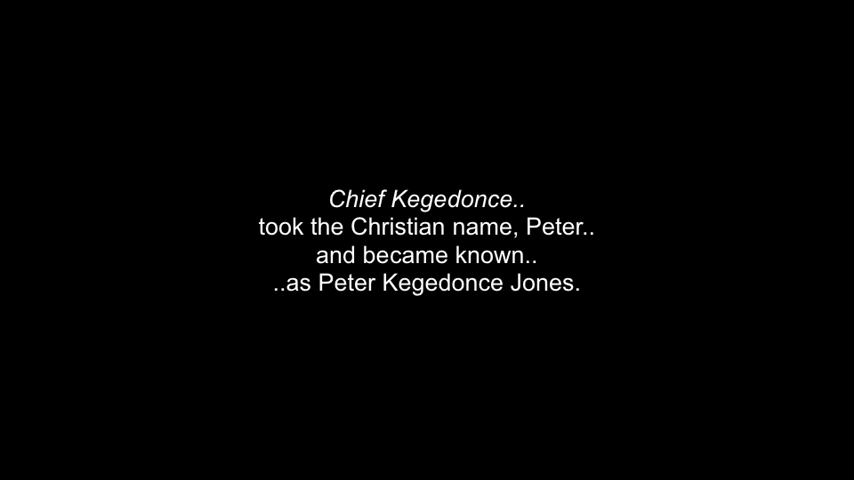 Chief Kegedonce..
took the Christian name, Peter..
and became known..
..as Peter Kegedonce Jones.